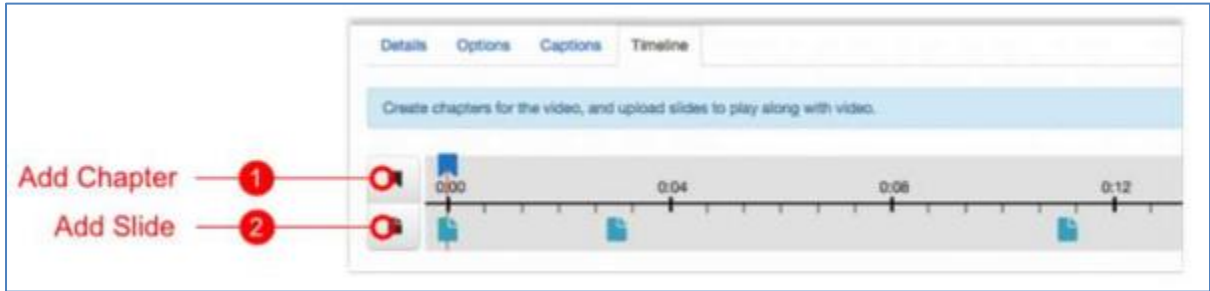 Details Options Captions Timeline
Create chapters for the video, and upload slides to play along with video.
Add Chapter 1
0:00 0:04 0:08 0:12
Add Slide 2